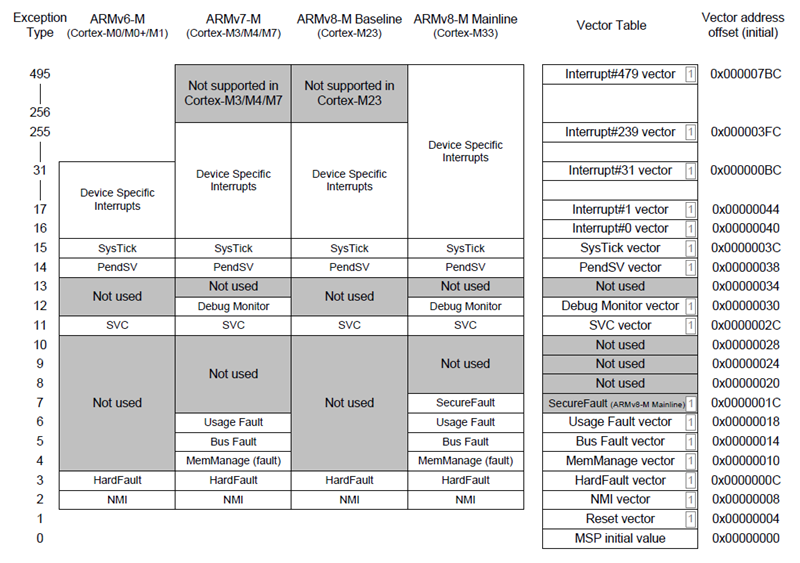 Exception Type ARMv6-M (Cortex-M0/M0+/M1) ARMv7-M (Cortex-M3/M4/M7) ARMv8-M Baseline (Cortex-M23) ARMv8-M Mainline (Cortex-M33) Vector Table Vector address offset (initial)
495 Not supported in Cortex-M3/M4/M7 Not supported in Cortex-M23 Interrupt#479 vector 1 0x000007BC
256
255 Device Specific Interrupts Device Specific Interrupts Device Specific Interrupts Interrupt#239 vector 1 0x000003FC
31 Device Specific Interrupts Interrupt#31 vector 1 0x000000BC
17 Interrupt#1 vector 1 0x00000044
16 Interrupt#0 vector 1 0x00000040
15 SysTick SysTick SysTick SysTick SysTick vector 1 0x0000003C
14 PendSV PendSV PendSV PendSV PendSV vector 1 0x00000038
13 Not used Not used Not used Not used Not used 0x00000034
12 Debug Monitor Debug Monitor Debug Monitor vector 1 0x00000030
11 SVC SVC SVC SVC SVC vector 1 0x0000002C
10 Not used 0x00000028
9 Not used Not used 0x00000024
8 Not used Not used 0x00000020
7 Not used Not used SecureFault SecureFault (ARMv8-M Mainline) 1 0x0000001C
6 Usage Fault Usage Fault Usage Fault vector 1 0x00000018
5 Bus Fault Bus Fault Bus Fault vector 1 0x00000014
4 MemManage (fault) MemManage (fault) MemManage vector 1 0x00000010
3 HardFault HardFault HardFault HardFault HardFault vector 1 0x0000000C
2 NMI NMI NMI NMI NMI vector 1 0x00000008
1 Reset vector 1 0x00000004
0 MSP initial value 0x00000000